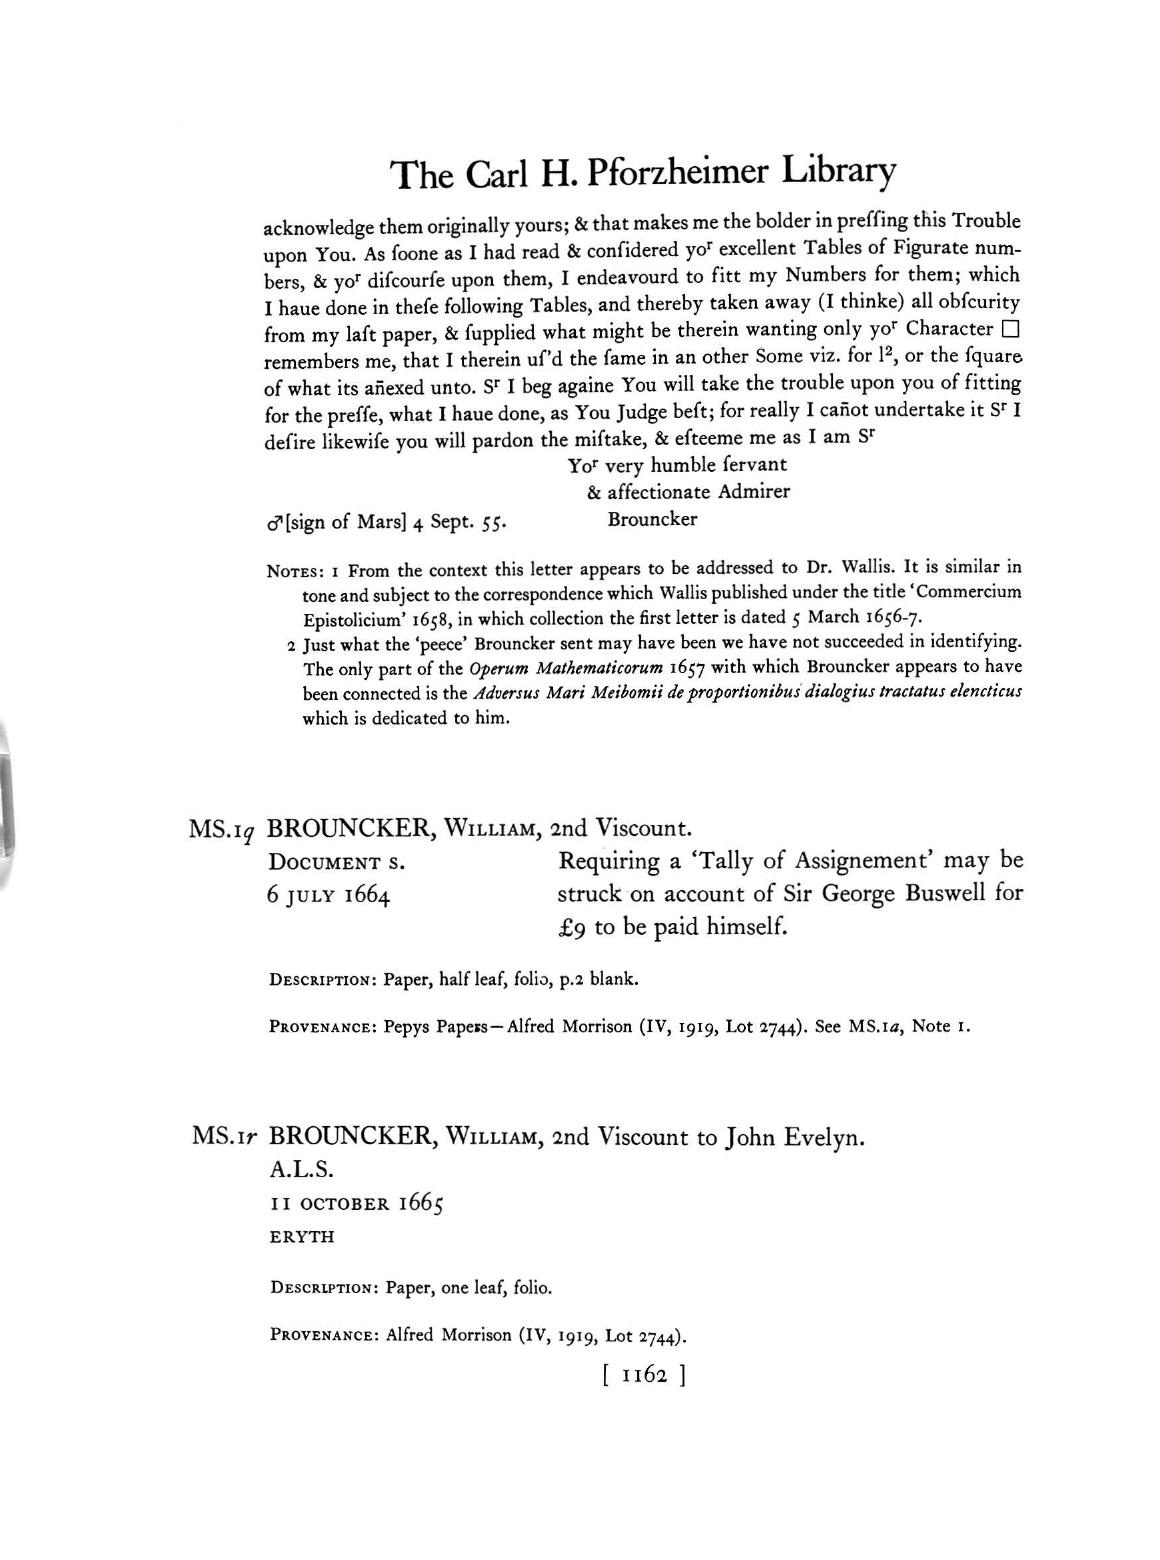 The Carl H. Pforzheimer Library
acknowledge them originally yours; & that makes me the bolder in preſſing this Trouble
upon You. As ſoone as I had read & conſidered yoʳ excellent Tables of Figurate num-
bers, & yoʳ diſcourſe upon them, I endeavourd to fitt my Numbers for them; which
I haue done in theſe following Tables, and thereby taken away (I thinke) all obſcurity
from my laſt paper, & ſupplied what might be therein wanting only yoʳ Character □
remembers me, that I therein uſ'd the ſame in an other Some viz. for l², or the ſquare
of what its añexed unto. Sʳ I beg againe You will take the trouble upon you of fitting
for the preſſe, what I haue done, as You Judge beſt; for really I cañot undertake it Sʳ I
deſire likewiſe you will pardon the miſtake, & eſteeme me as I am Sʳ
Yoʳ very humble ſervant
& affectionate Admirer
♂[sign of Mars] 4 Sept. 55. Brouncker
NOTES: 1 From the context this letter appears to be addressed to Dr. Wallis. It is similar in
tone and subject to the correspondence which Wallis published under the title ‘Commercium
Epistolicium’ 1658, in which collection the first letter is dated 5 March 1656-7.
2 Just what the ‘peece’ Brouncker sent may have been we have not succeeded in identifying.
The only part of the Operum Mathematicorum 1657 with which Brouncker appears to have
been connected is the Adversus Mari Meibomii de proportionibus dialogius tractatus elencticus
which is dedicated to him.
MS.1q BROUNCKER, WILLIAM, 2nd Viscount.
DOCUMENT S. Requiring a ‘Tally of Assignement’ may be
6 JULY 1664 struck on account of Sir George Buswell for
£9 to be paid himself.
DESCRIPTION: Paper, half leaf, folio, p.2 blank.
PROVENANCE: Pepys Papers—Alfred Morrison (IV, 1919, Lot 2744). See MS.1a, Note 1.
MS.1r BROUNCKER, WILLIAM, 2nd Viscount to John Evelyn.
A.L.S.
11 OCTOBER 1665
ERYTH
DESCRIPTION: Paper, one leaf, folio.
PROVENANCE: Alfred Morrison (IV, 1919, Lot 2744).
[ 1162 ]